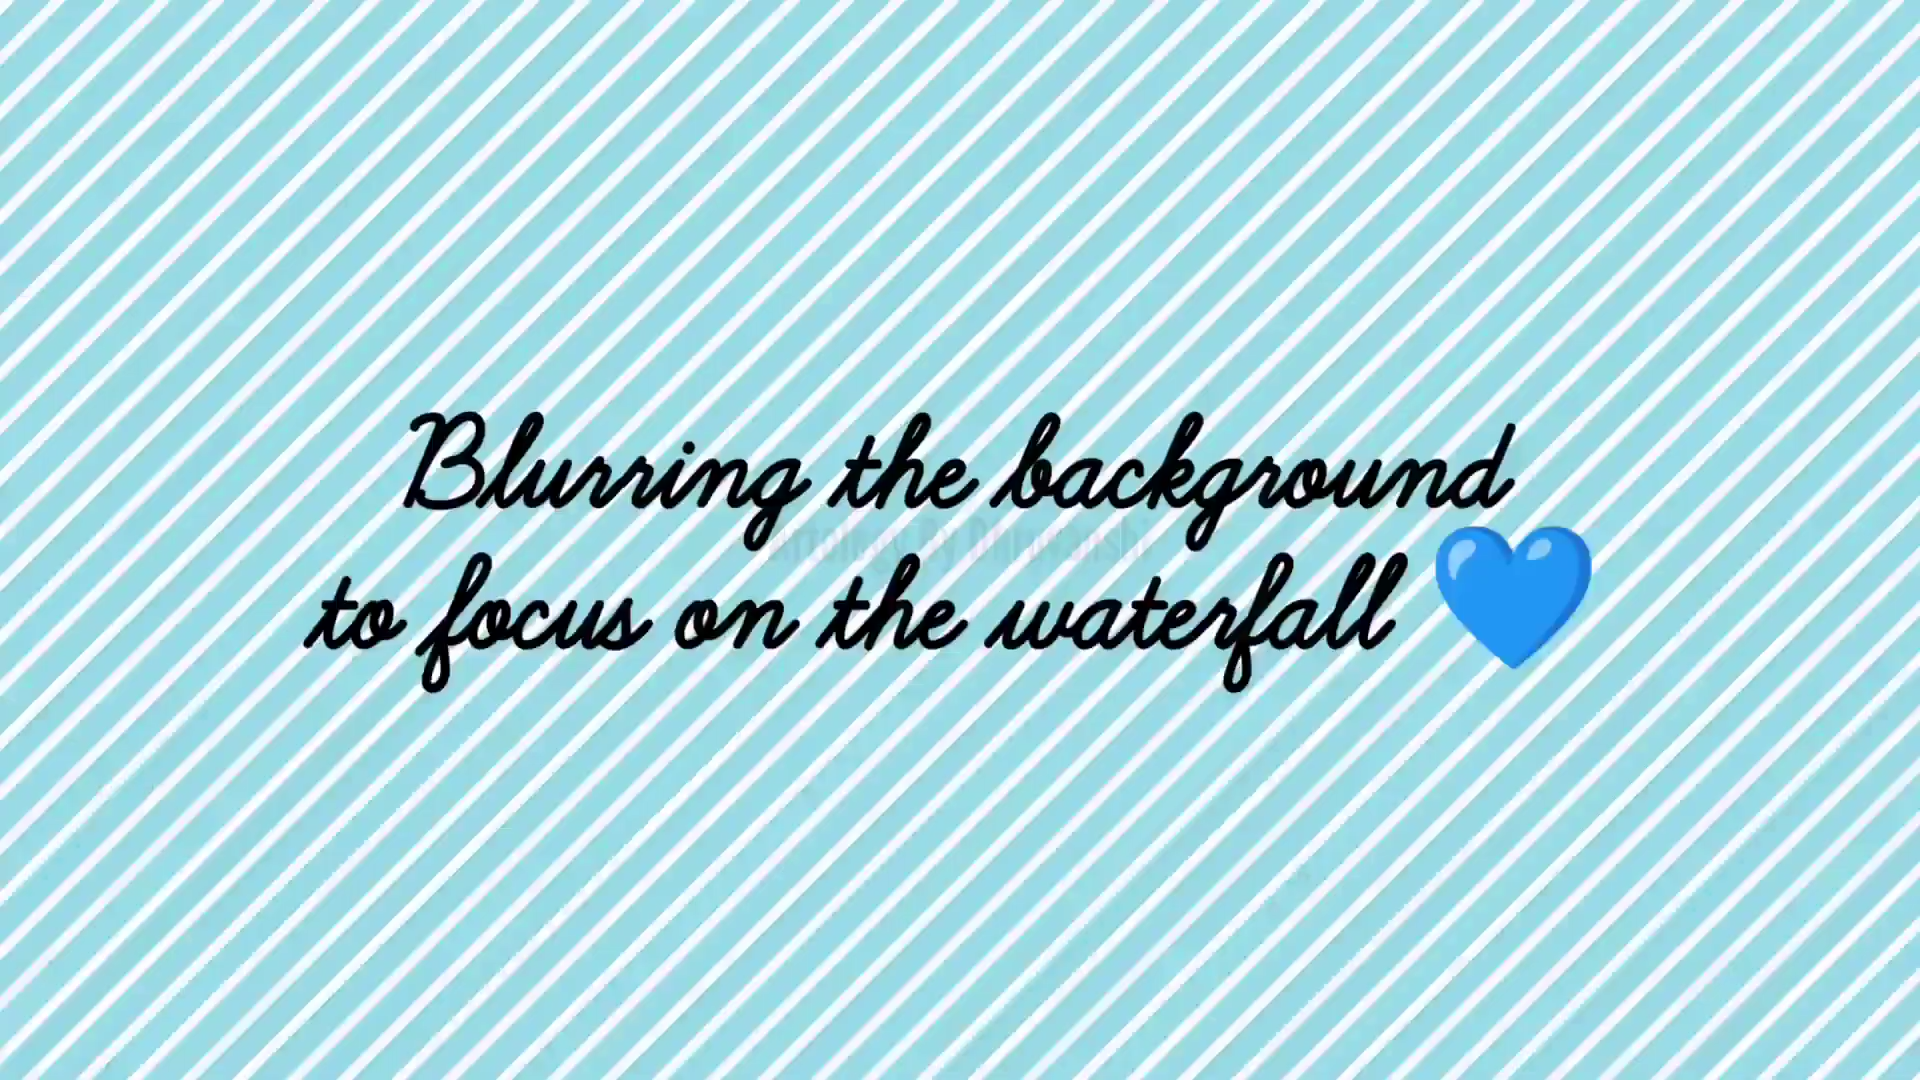 Blurring the background
to focus on the waterfall 💙